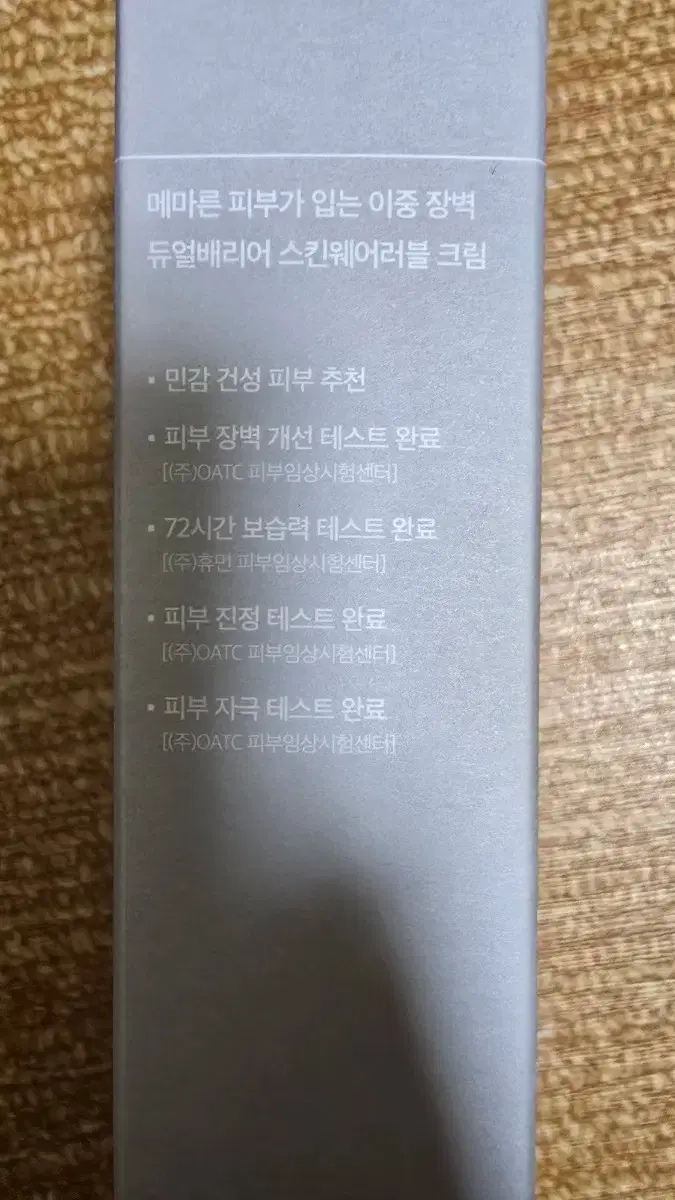 메마른 피부가 입는 이중 장벽
듀얼배리어 스킨웨어러블 크림
• 민감 건성 피부 추천
• 피부 장벽 개선 테스트 완료
[(주)OATC 피부임상시험센터]
• 72시간 보습력 테스트 완료
[(주)휴먼 피부임상시험센터]
• 피부 진정 테스트 완료
[(주)OATC 피부임상시험센터]
• 피부 자극 테스트 완료
[(주)OATC 피부임상시험센터]